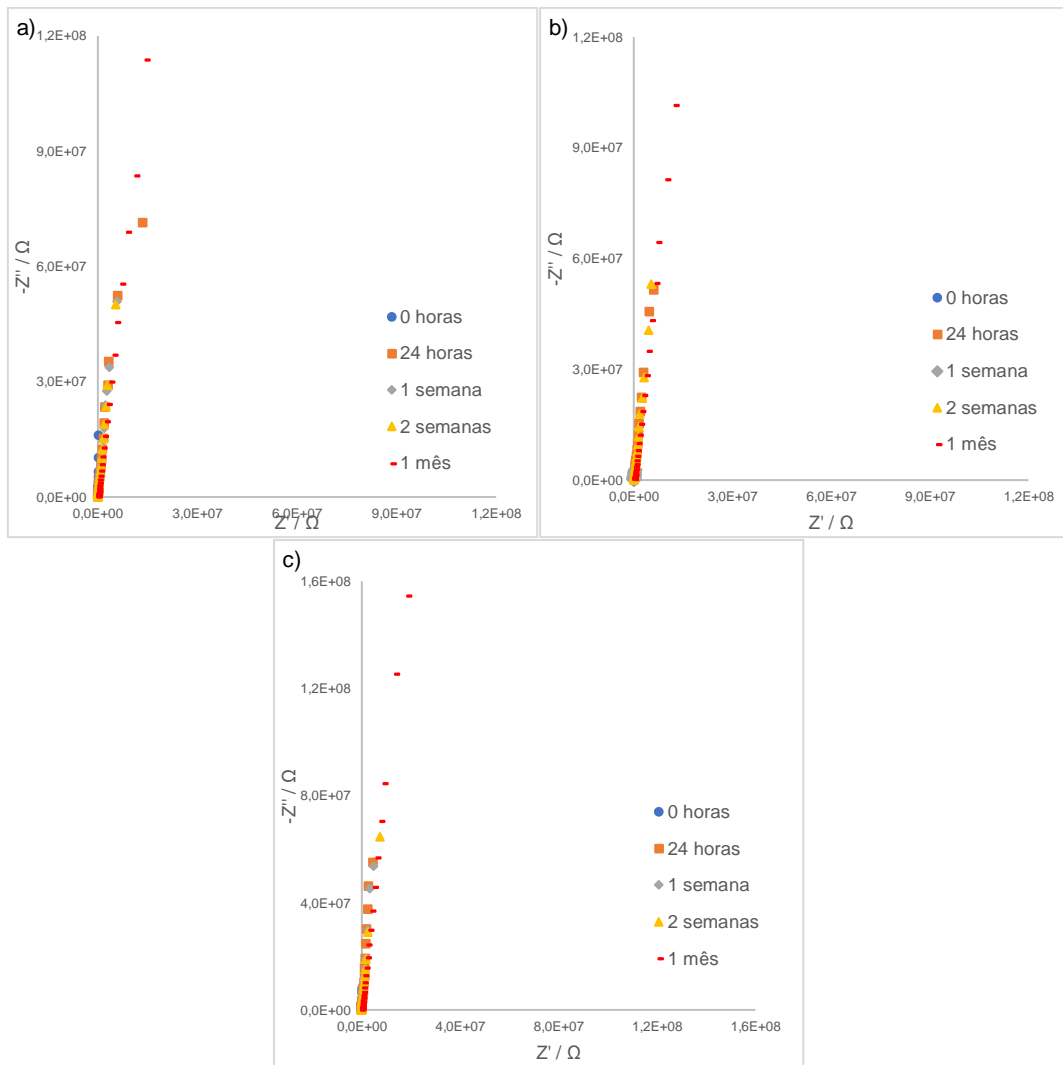 a)
1,2E+08
9,0E+07
6,0E+07
3,0E+07
0,0E+00
-Z'' / Ω
0 horas
24 horas
1 semana
2 semanas
1 mês
0,0E+00 3,0E+07 6,0E+07 9,0E+07 1,2E+08
Z' / Ω
b)
1,2E+08
9,0E+07
6,0E+07
3,0E+07
0,0E+00
-Z'' / Ω
0 horas
24 horas
1 semana
2 semanas
1 mês
0,0E+00 3,0E+07 6,0E+07 9,0E+07 1,2E+08
Z' / Ω
c)
1,6E+08
1,2E+08
8,0E+07
4,0E+07
0,0E+00
-Z'' / Ω
0 horas
24 horas
1 semana
2 semanas
1 mês
0,0E+00 4,0E+07 8,0E+07 1,2E+08 1,6E+08
Z' / Ω